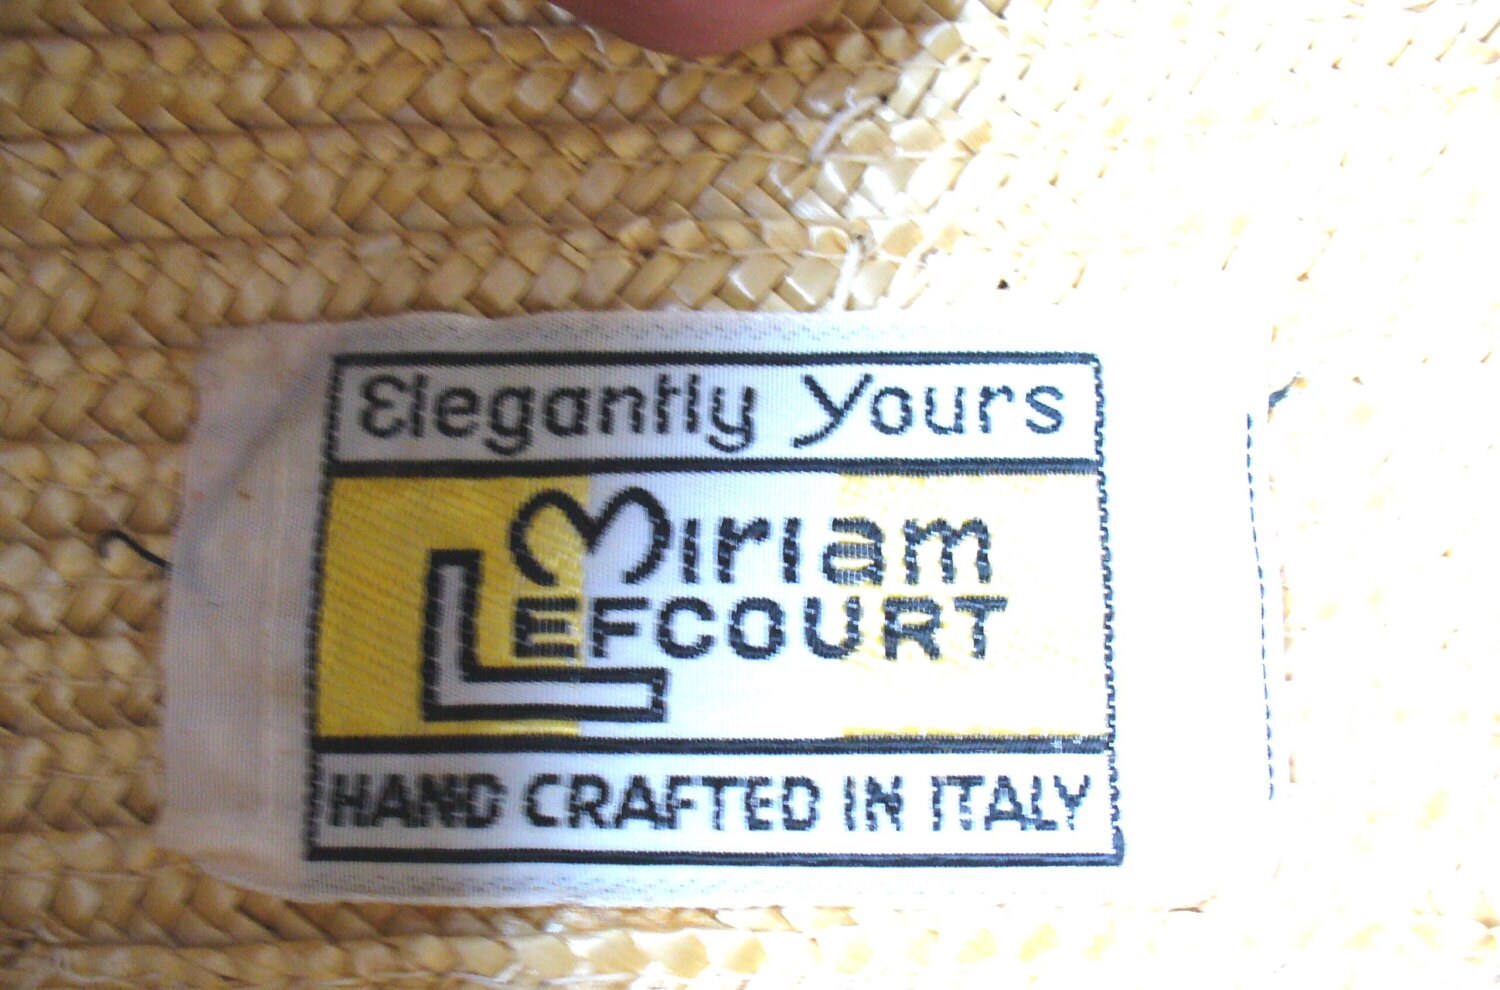 Elegantly Yours
Miriam
LEFCOURT
HAND CRAFTED IN ITALY